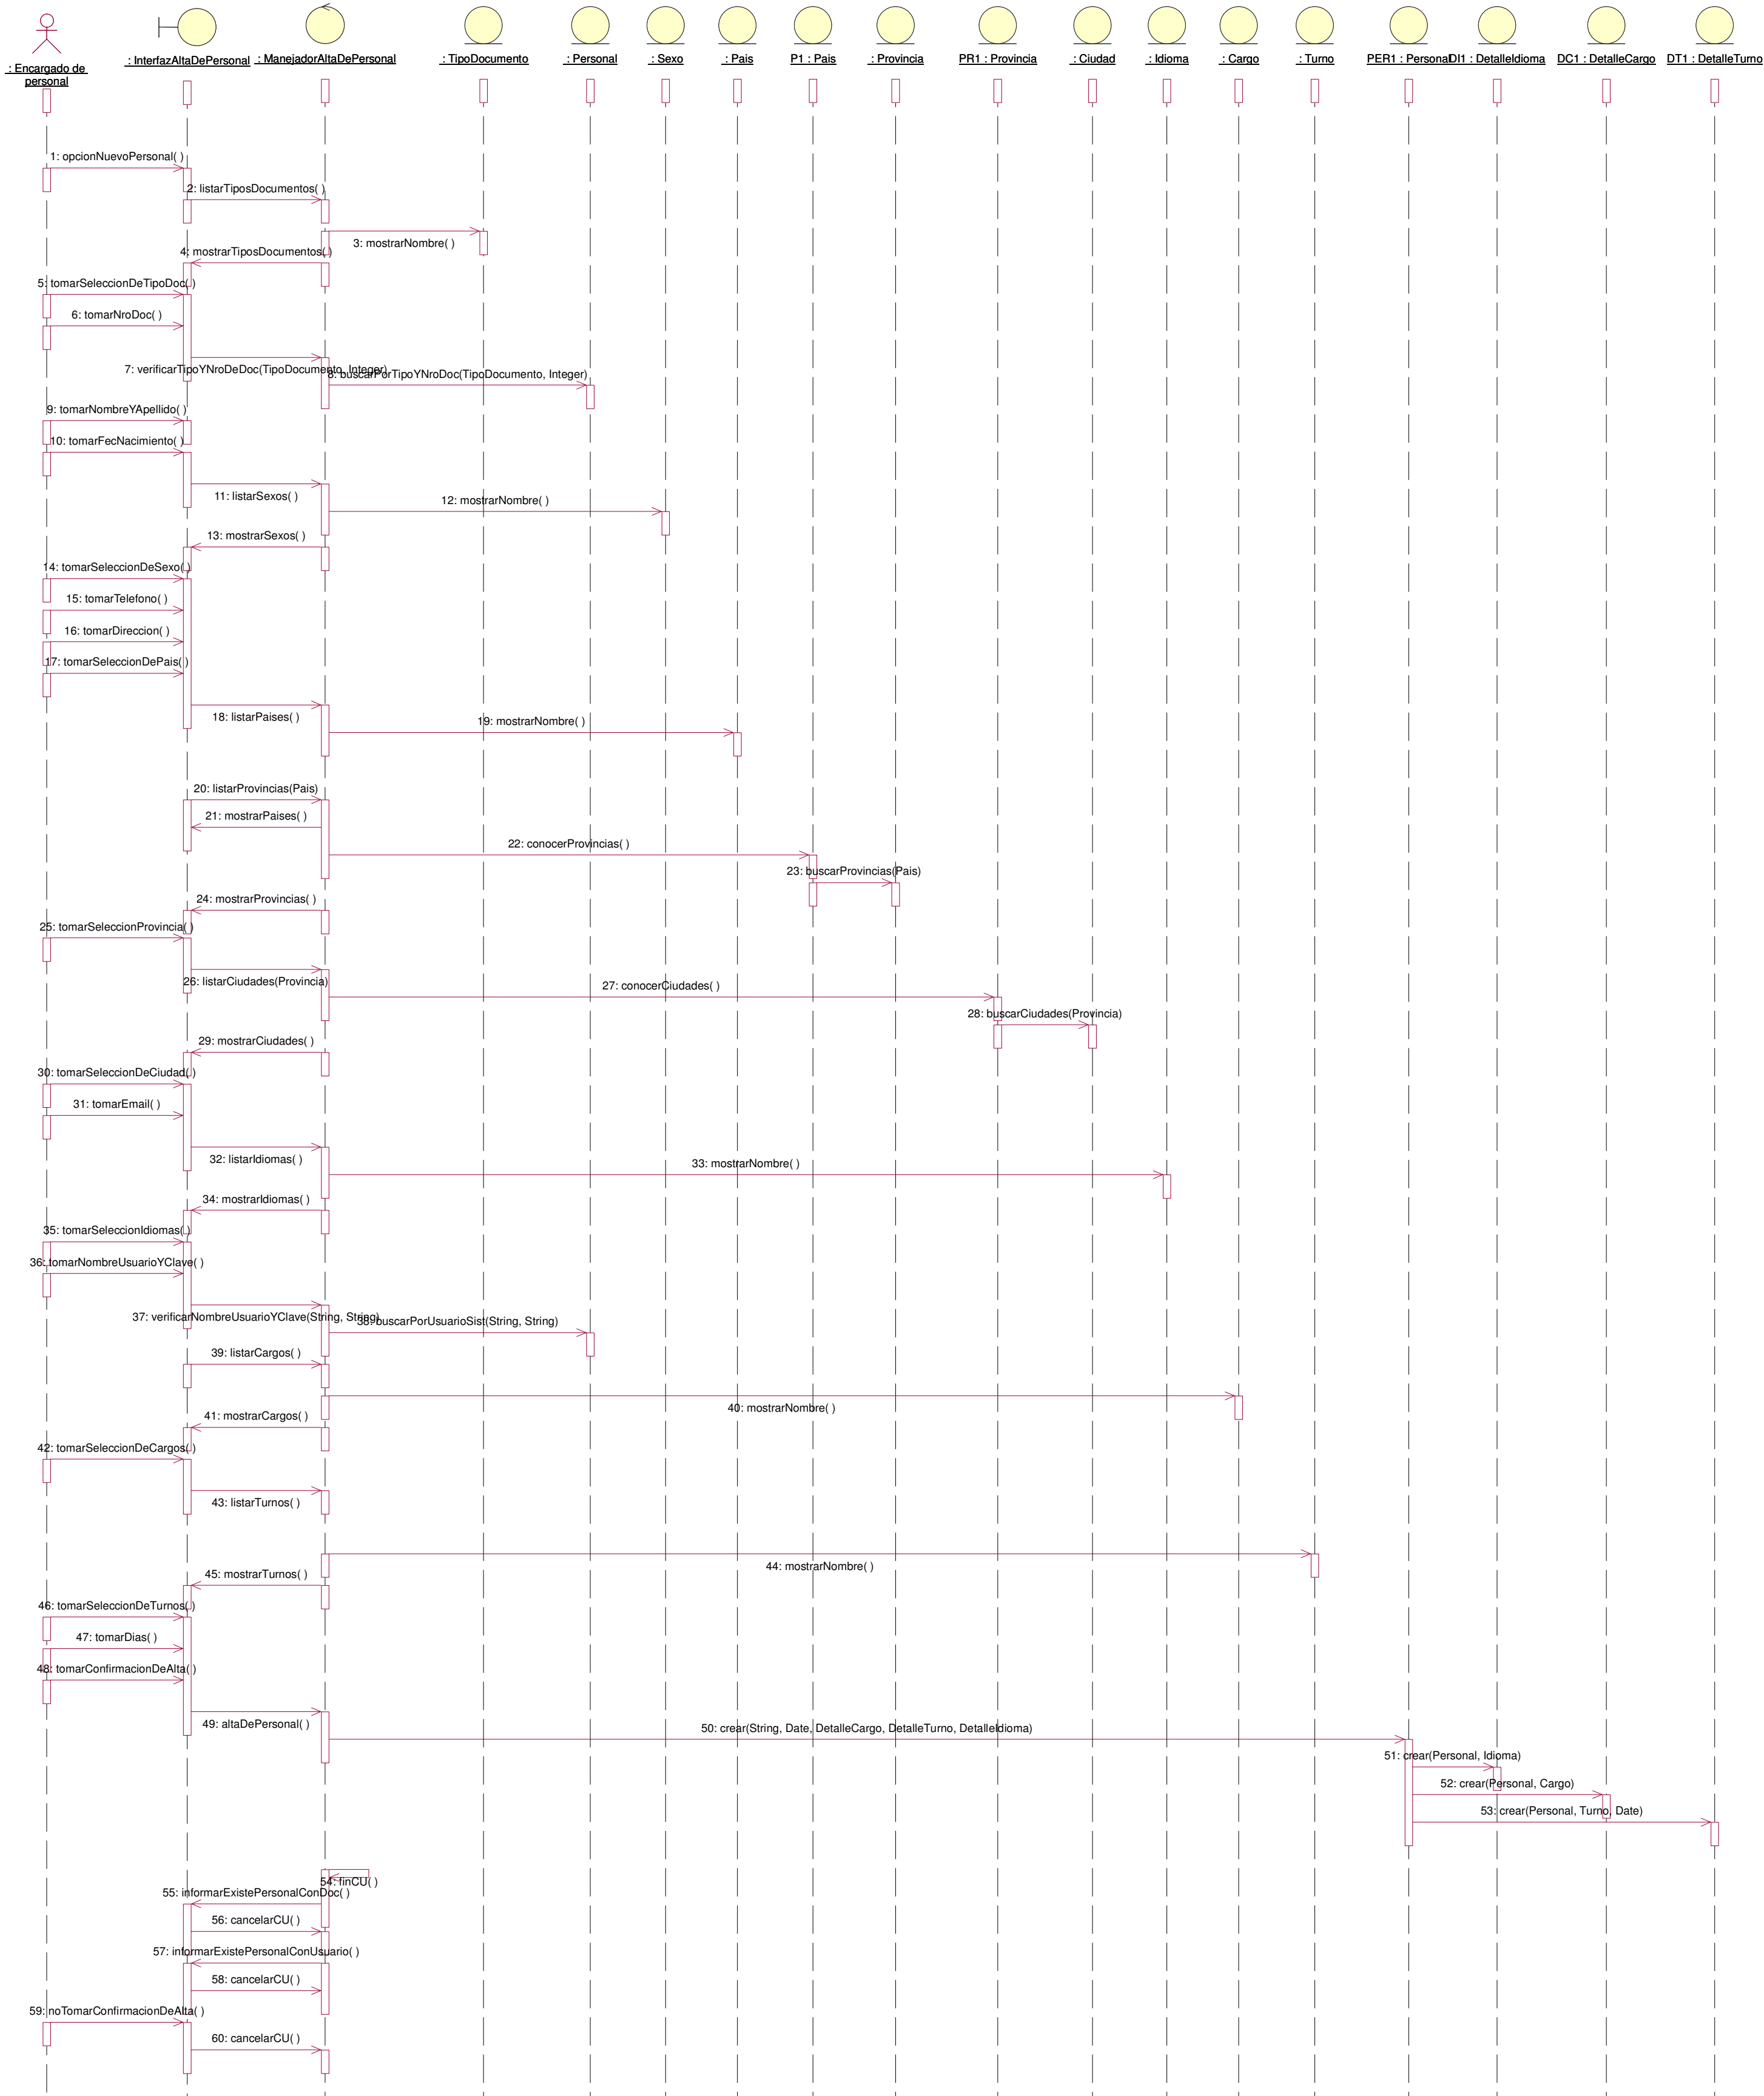 : Encargado de
personal
: InterfazAltaDePersonal
: ManejadorAltaDePersonal
: TipoDocumento
: Personal
: Sexo
: Pais
P1 : Pais
: Provincia
PR1 : Provincia
: Ciudad
: Idioma
: Cargo
: Turno
PER1 : Personal
DI1 : DetalleIdioma
DC1 : DetalleCargo
DT1 : DetalleTurno
1: opcionNuevoPersonal( )
2: listarTiposDocumentos( )
3: mostrarNombre( )
4: mostrarTiposDocumentos( )
5: tomarSeleccionDeTipoDoc( )
6: tomarNroDoc( )
7: verificarTipoYNroDeDoc(TipoDocumento, Integer)
8: buscarPorTipoYNroDoc(TipoDocumento, Integer)
9: tomarNombreYApellido( )
10: tomarFecNacimiento( )
11: listarSexos( )
12: mostrarNombre( )
13: mostrarSexos( )
14: tomarSeleccionDeSexo( )
15: tomarTelefono( )
16: tomarDireccion( )
17: tomarSeleccionDePais( )
18: listarPaises( )
19: mostrarNombre( )
20: listarProvincias(Pais)
21: mostrarPaises( )
22: conocerProvincias( )
23: buscarProvincias(Pais)
24: mostrarProvincias( )
25: tomarSeleccionProvincia( )
26: listarCiudades(Provincia)
27: conocerCiudades( )
28: buscarCiudades(Provincia)
29: mostrarCiudades( )
30: tomarSeleccionDeCiudad( )
31: tomarEmail( )
32: listarIdiomas( )
33: mostrarNombre( )
34: mostrarIdiomas( )
35: tomarSeleccionIdiomas( )
36: tomarNombreUsuarioYClave( )
37: verificarNombreUsuarioYClave(String, String)
38: buscarPorUsuarioSist(String, String)
39: listarCargos( )
40: mostrarNombre( )
41: mostrarCargos( )
42: tomarSeleccionDeCargos( )
43: listarTurnos( )
44: mostrarNombre( )
45: mostrarTurnos( )
46: tomarSeleccionDeTurnos( )
47: tomarDias( )
48: tomarConfirmacionDeAlta( )
49: altaDePersonal( )
50: crear(String, Date, DetalleCargo, DetalleTurno, DetalleIdioma)
51: crear(Personal, Idioma)
52: crear(Personal, Cargo)
53: crear(Personal, Turno, Date)
54: finCU( )
55: informarExistePersonalConDoc( )
56: cancelarCU( )
57: informarExistePersonalConUsuario( )
58: cancelarCU( )
59: noTomarConfirmacionDeAlta( )
60: cancelarCU( )